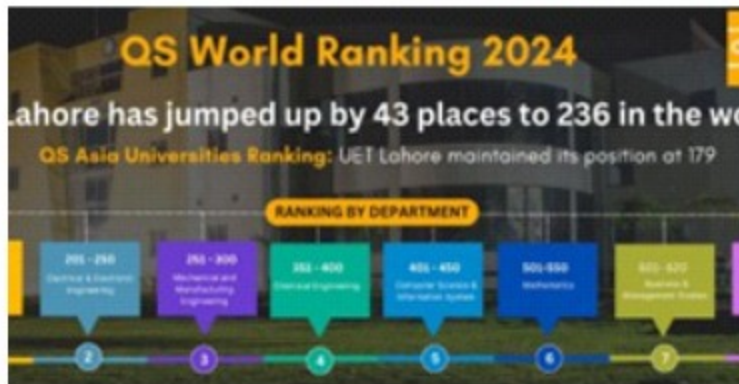 QS World Ranking 2024
Lahore has jumped up by 43 places to 236 in the wo
QS Asia Universities Ranking: UET Lahore maintained its position at 179
RANKING BY DEPARTMENT
201 - 250
Electrical & Electronic
Engineering
2
251 - 300
Mechanical and
Manufacturing
Engineering
3
351 - 400
Chemical Engineering
4
401 - 450
Computer Science &
Information System
5
501-550
Mathematics
6
Business &
Management Studies
7